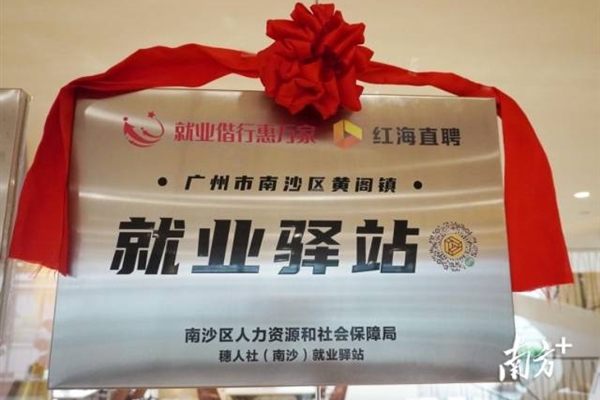 就业偕行惠万家 红海直聘
·广州市南沙区黄阁镇·
就业驿站
南沙区人力资源和社会保障局
穗人社（南沙）就业驿站
南方+